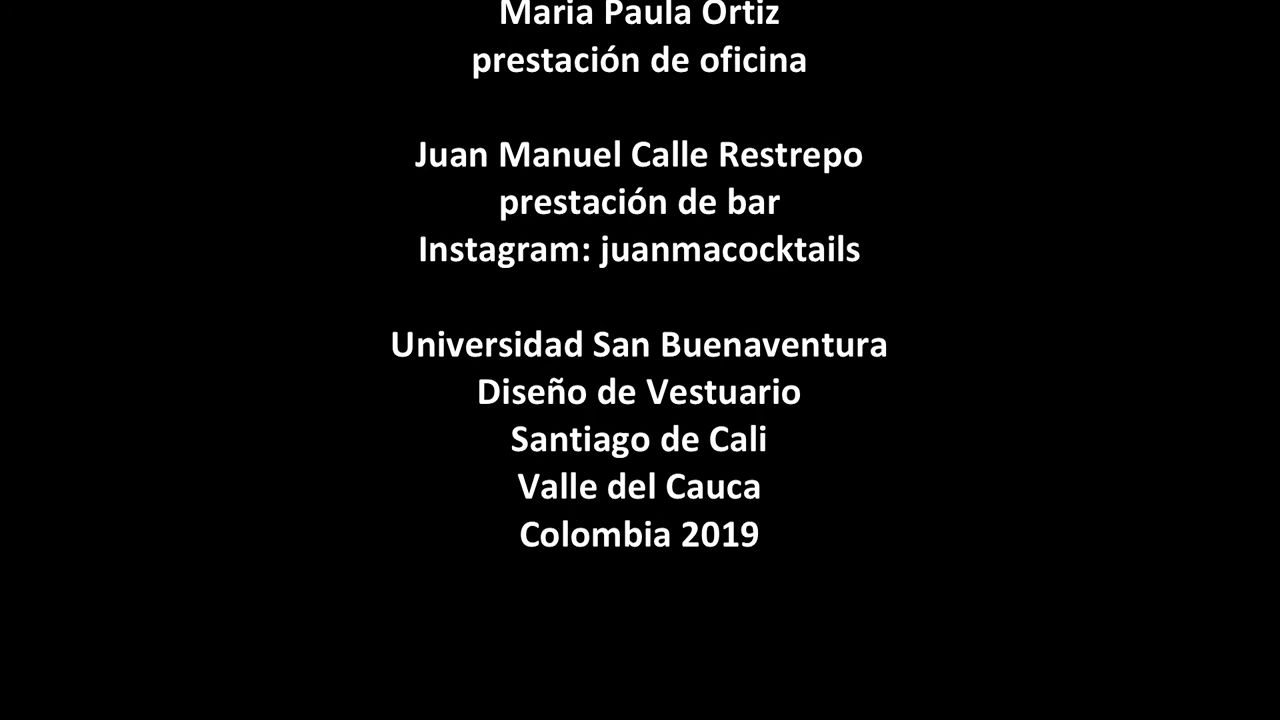 Maria Paula Ortiz
prestación de oficina
Juan Manuel Calle Restrepo
prestación de bar
Instagram: juanmacocktails
Universidad San Buenaventura
Diseño de Vestuario
Santiago de Cali
Valle del Cauca
Colombia 2019